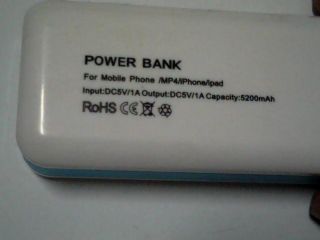 POWER BANK
For Mobile Phone /MP4/iPhone/ipad
Input:DC5V/1A Output:DC5V/1A Capacity:5200mAh
RoHS CE